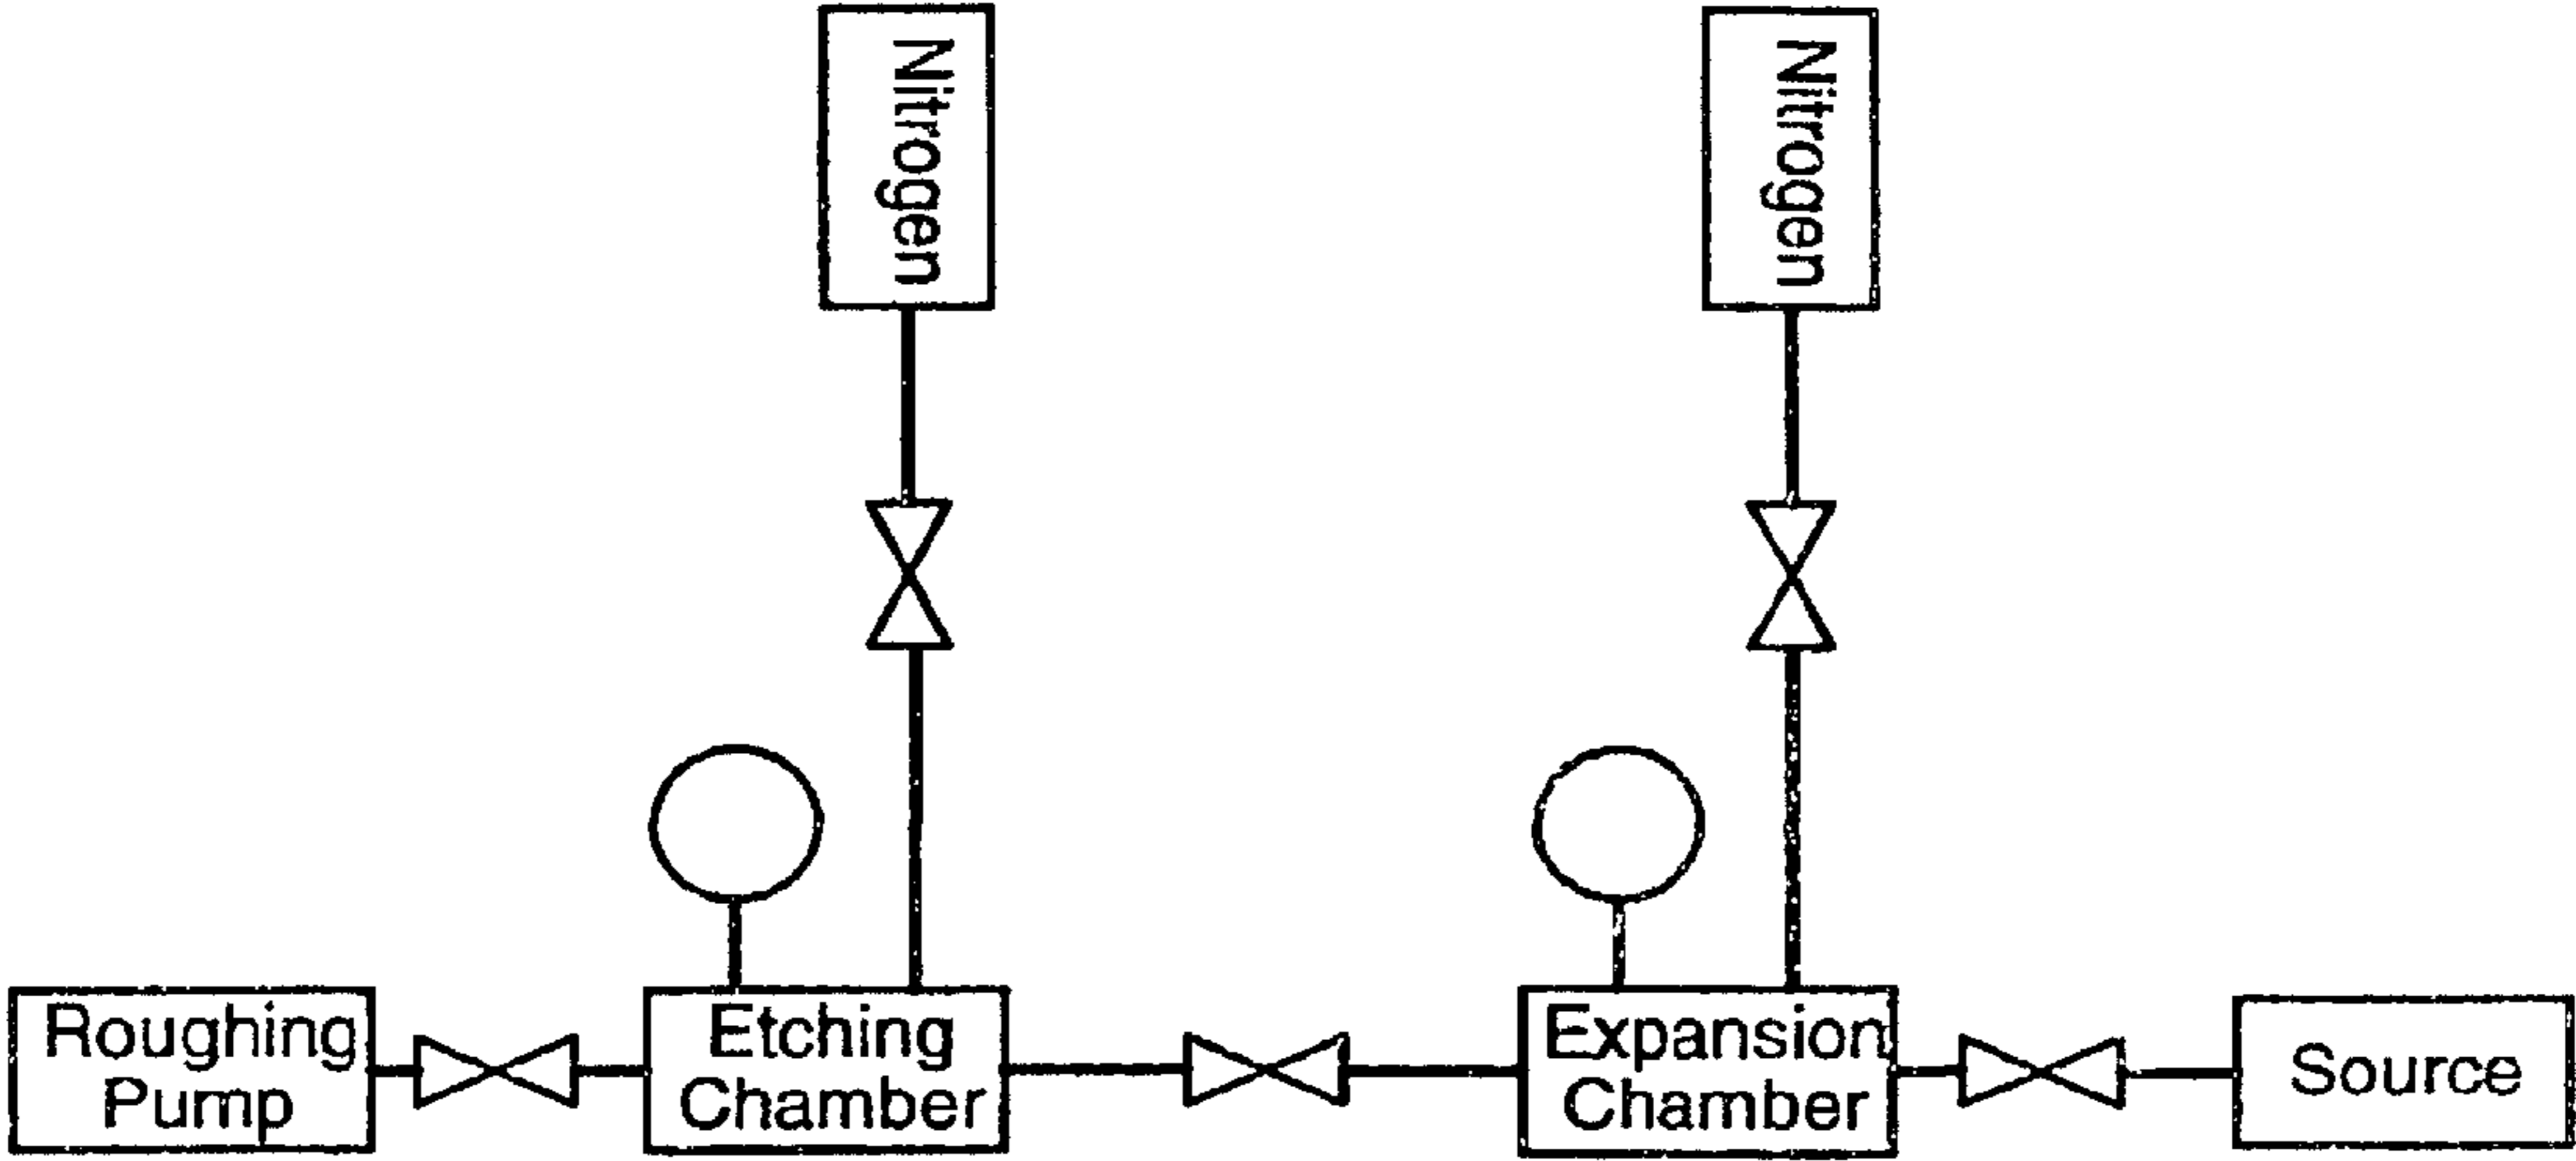 Nitrogen
Nitrogen
Roughing
Pump
Etching
Chamber
Expansion
Chamber
Source